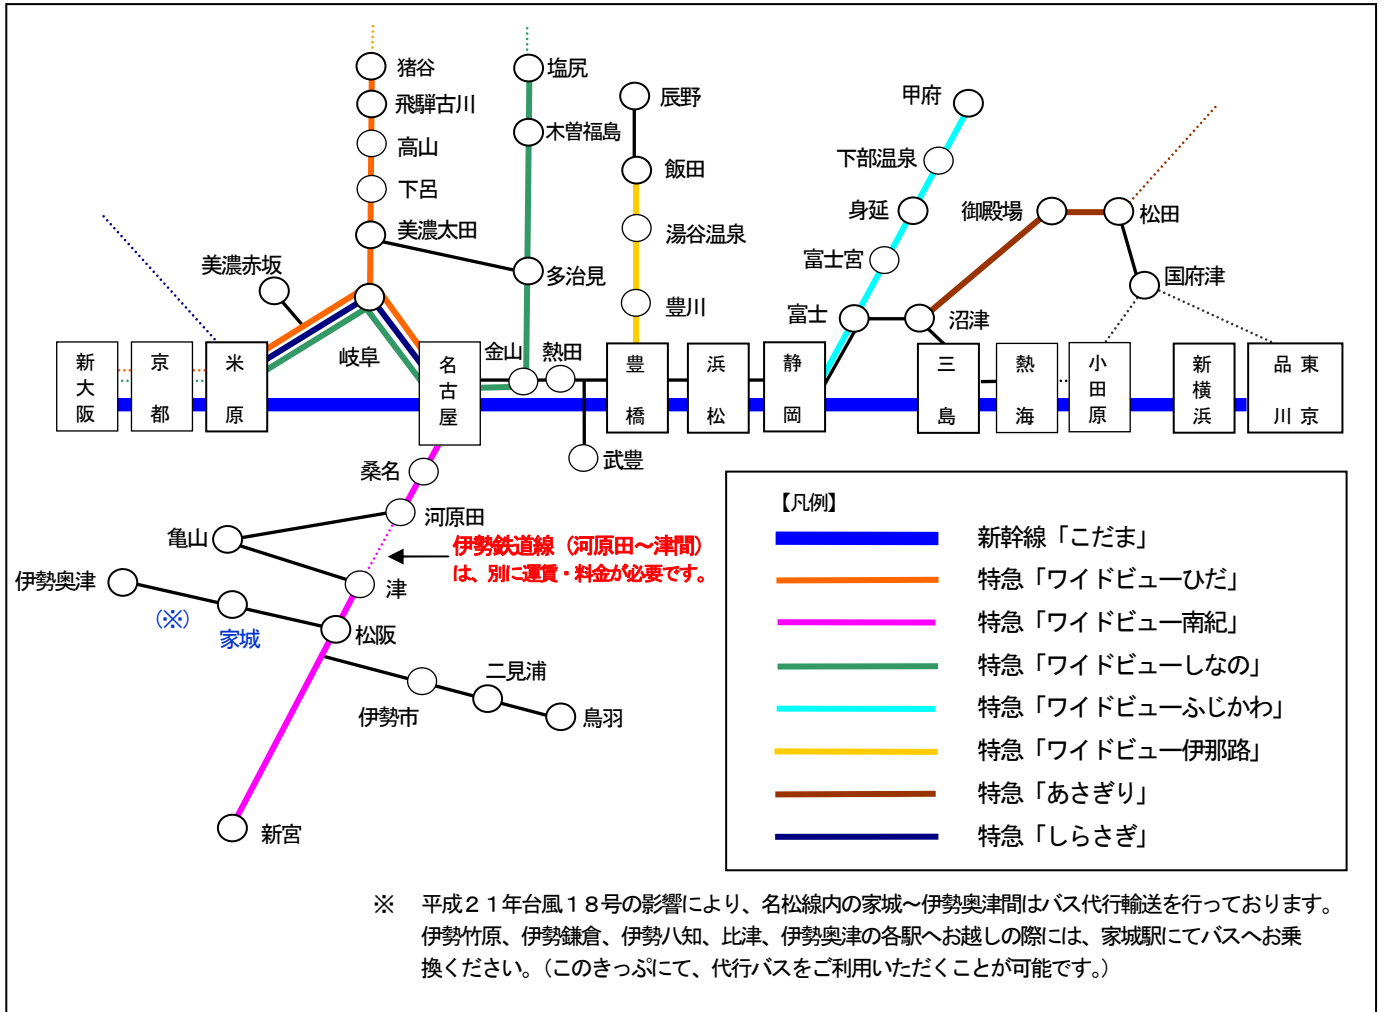 猪谷
飛騨古川
高山
下呂
美濃太田
美濃赤坂
岐阜
塩尻
木曽福島
多治見
金山
熱田
辰野
飯田
湯谷温泉
豊川
甲府
下部温泉
身延
富士宮
富士
沼津
御殿場
松田
国府津
新大阪
京都
米原
名古屋
豊橋
浜松
静岡
三島
熱海
小田原
新横浜
品川
東京
武豊
桑名
河原田
亀山
津
伊勢鉄道線（河原田～津間）
は、別に運賃・料金が必要です。
伊勢奥津
（※）
家城
松阪
二見浦
伊勢市
鳥羽
新宮
【凡例】
新幹線「こだま」
特急「ワイドビューひだ」
特急「ワイドビュー南紀」
特急「ワイドビューしなの」
特急「ワイドビューふじかわ」
特急「ワイドビュー伊那路」
特急「あさぎり」
特急「しらさぎ」
※　平成２１年台風１８号の影響により、名松線内の家城～伊勢奥津間はバス代行輸送を行っております。
伊勢竹原、伊勢鎌倉、伊勢八知、比津、伊勢奥津の各駅へお越しの際には、家城駅にてバスへお乗
換ください。（このきっぷにて、代行バスをご利用いただくことが可能です。）